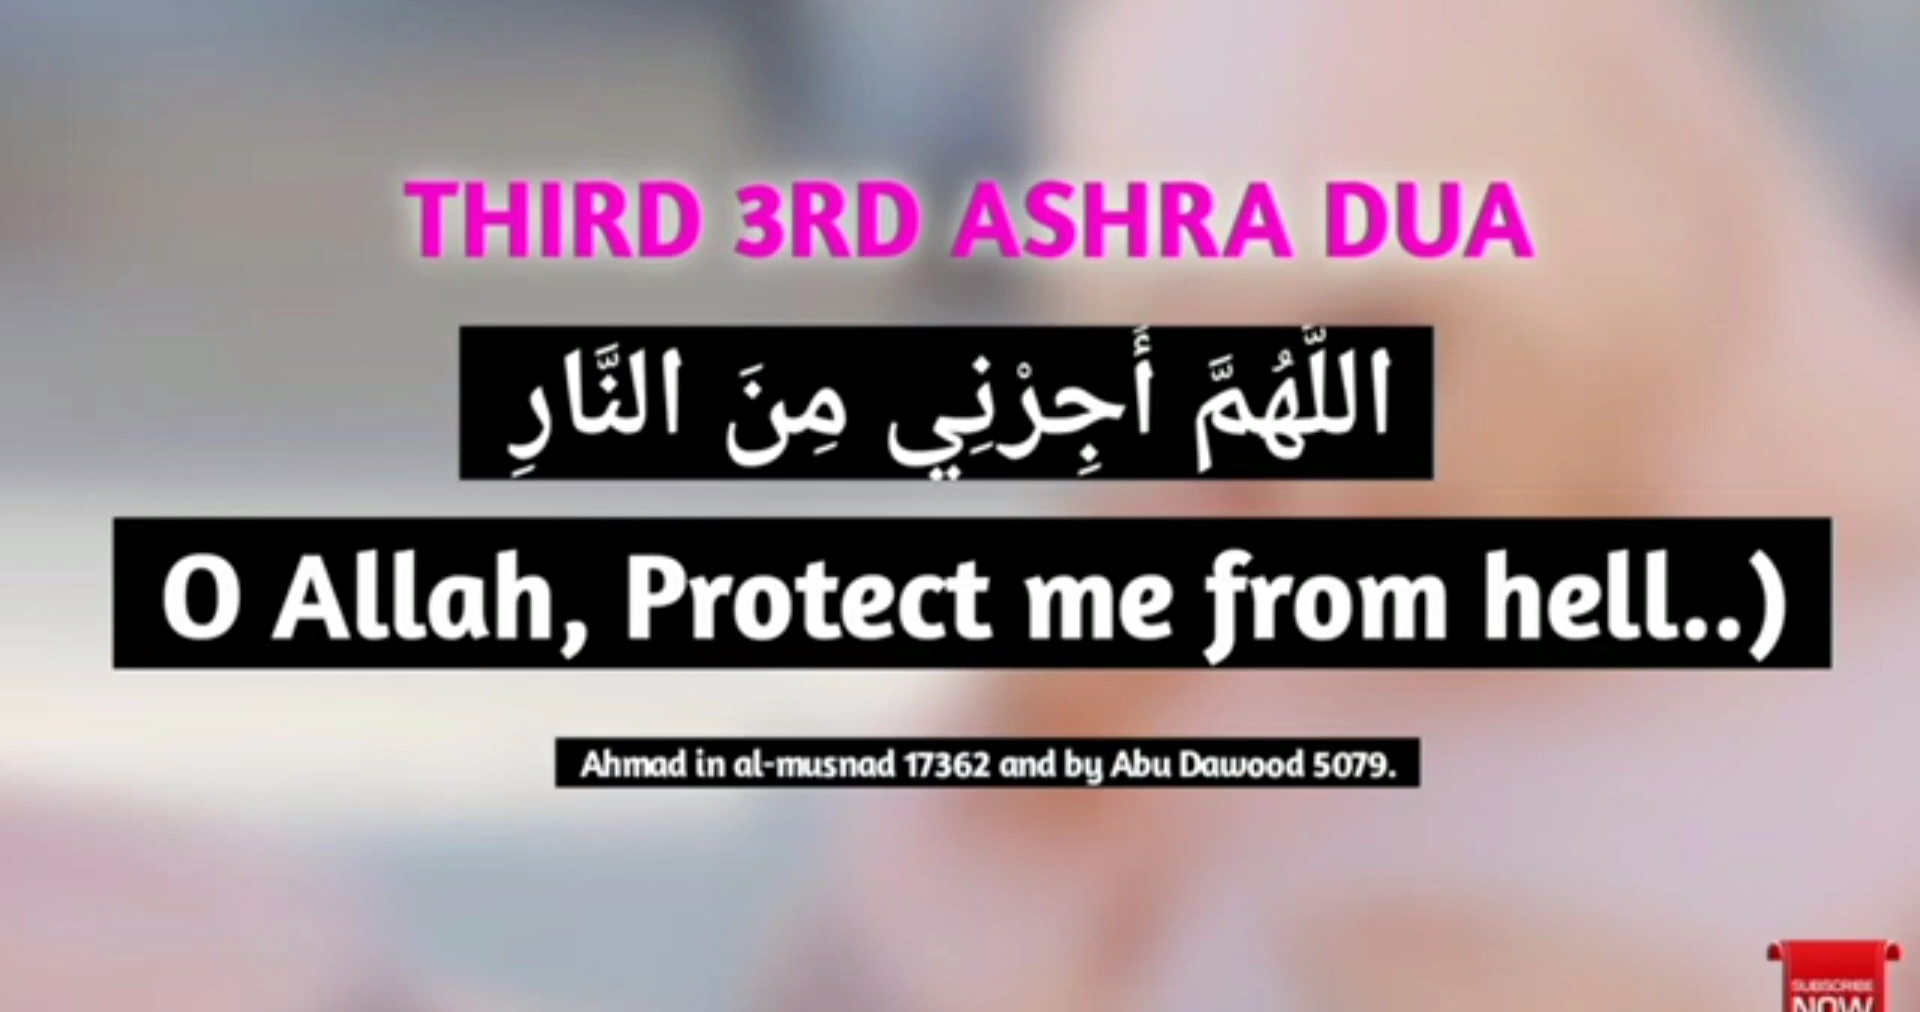 THIRD 3RD ASHRA DUA
اللَّهُمَّ أَجِرْنِي مِنَ النَّارِ
O Allah, Protect me from hell..)
Ahmad in al-musnad 17362 and by Abu Dawood 5079.
SUBSCRIBE
NOW